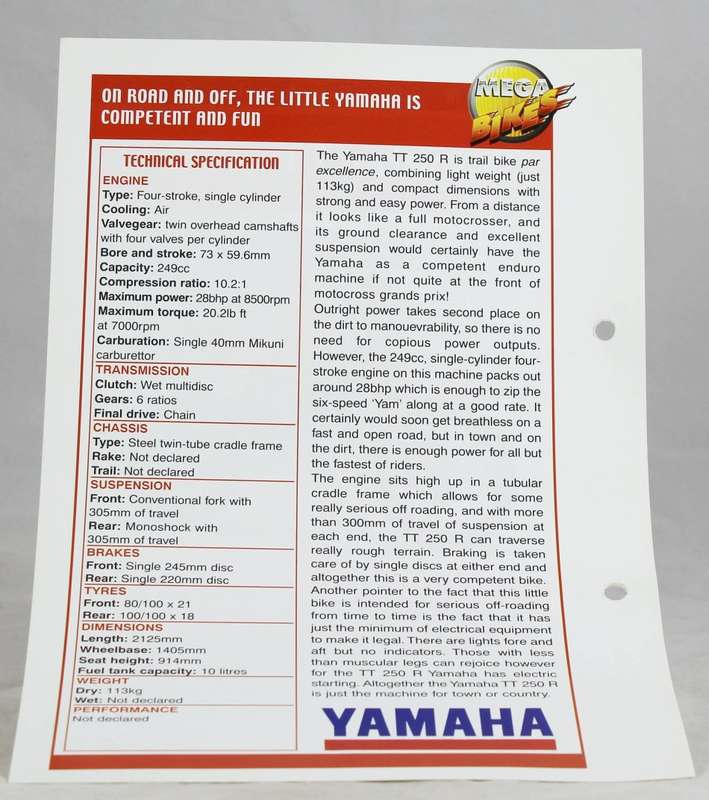 ON ROAD AND OFF, THE LITTLE YAMAHA IS
COMPETENT AND FUN
MEGA
BIKES
TECHNICAL SPECIFICATION
ENGINE
Type: Four-stroke, single cylinder
Cooling: Air
Valvegear: twin overhead camshafts
with four valves per cylinder
Bore and stroke: 73 x 59.6mm
Capacity: 249cc
Compression ratio: 10.2:1
Maximum power: 28bhp at 8500rpm
Maximum torque: 20.2lb ft
at 7000rpm
Carburation: Single 40mm Mikuni
carburettor
TRANSMISSION
Clutch: Wet multidisc
Gears: 6 ratios
Final drive: Chain
CHASSIS
Type: Steel twin-tube cradle frame
Rake: Not declared
Trail: Not declared
SUSPENSION
Front: Conventional fork with
305mm of travel
Rear: Monoshock with
305mm of travel
BRAKES
Front: Single 245mm disc
Rear: Single 220mm disc
TYRES
Front: 80/100 x 21
Rear: 100/100 x 18
DIMENSIONS
Length: 2125mm
Wheelbase: 1405mm
Seat height: 914mm
Fuel tank capacity: 10 litres
WEIGHT
Dry: 113kg
Wet: Not declared
PERFORMANCE
Not declared
The Yamaha TT 250 R is trail bike par
excellence, combining light weight (just
113kg) and compact dimensions with
strong and easy power. From a distance
it looks like a full motocrosser, and
its ground clearance and excellent
suspension would certainly have the
Yamaha as a competent enduro
machine if not quite at the front of
motocross grands prix!
Outright power takes second place on
the dirt to manouevrability, so there is no
need for copious power outputs.
However, the 249cc, single-cylinder four-
stroke engine on this machine packs out
around 28bhp which is enough to zip the
six-speed ‘Yam’ along at a good rate. It
certainly would soon get breathless on a
fast and open road, but in town and on
the dirt, there is enough power for all but
the fastest of riders.
The engine sits high up in a tubular
cradle frame which allows for some
really serious off roading, and with more
than 300mm of travel of suspension at
each end, the TT 250 R can traverse
really rough terrain. Braking is taken
care of by single discs at either end and
altogether this is a very competent bike.
Another pointer to the fact that this little
bike is intended for serious off-roading
from time to time is the fact that it has
just the minimum of electrical equipment
to make it legal. There are lights fore and
aft but no indicators. Those with less
than muscular legs can rejoice however
for the TT 250 R Yamaha has electric
starting. Altogether the Yamaha TT 250 R
is just the machine for town or country.
YAMAHA